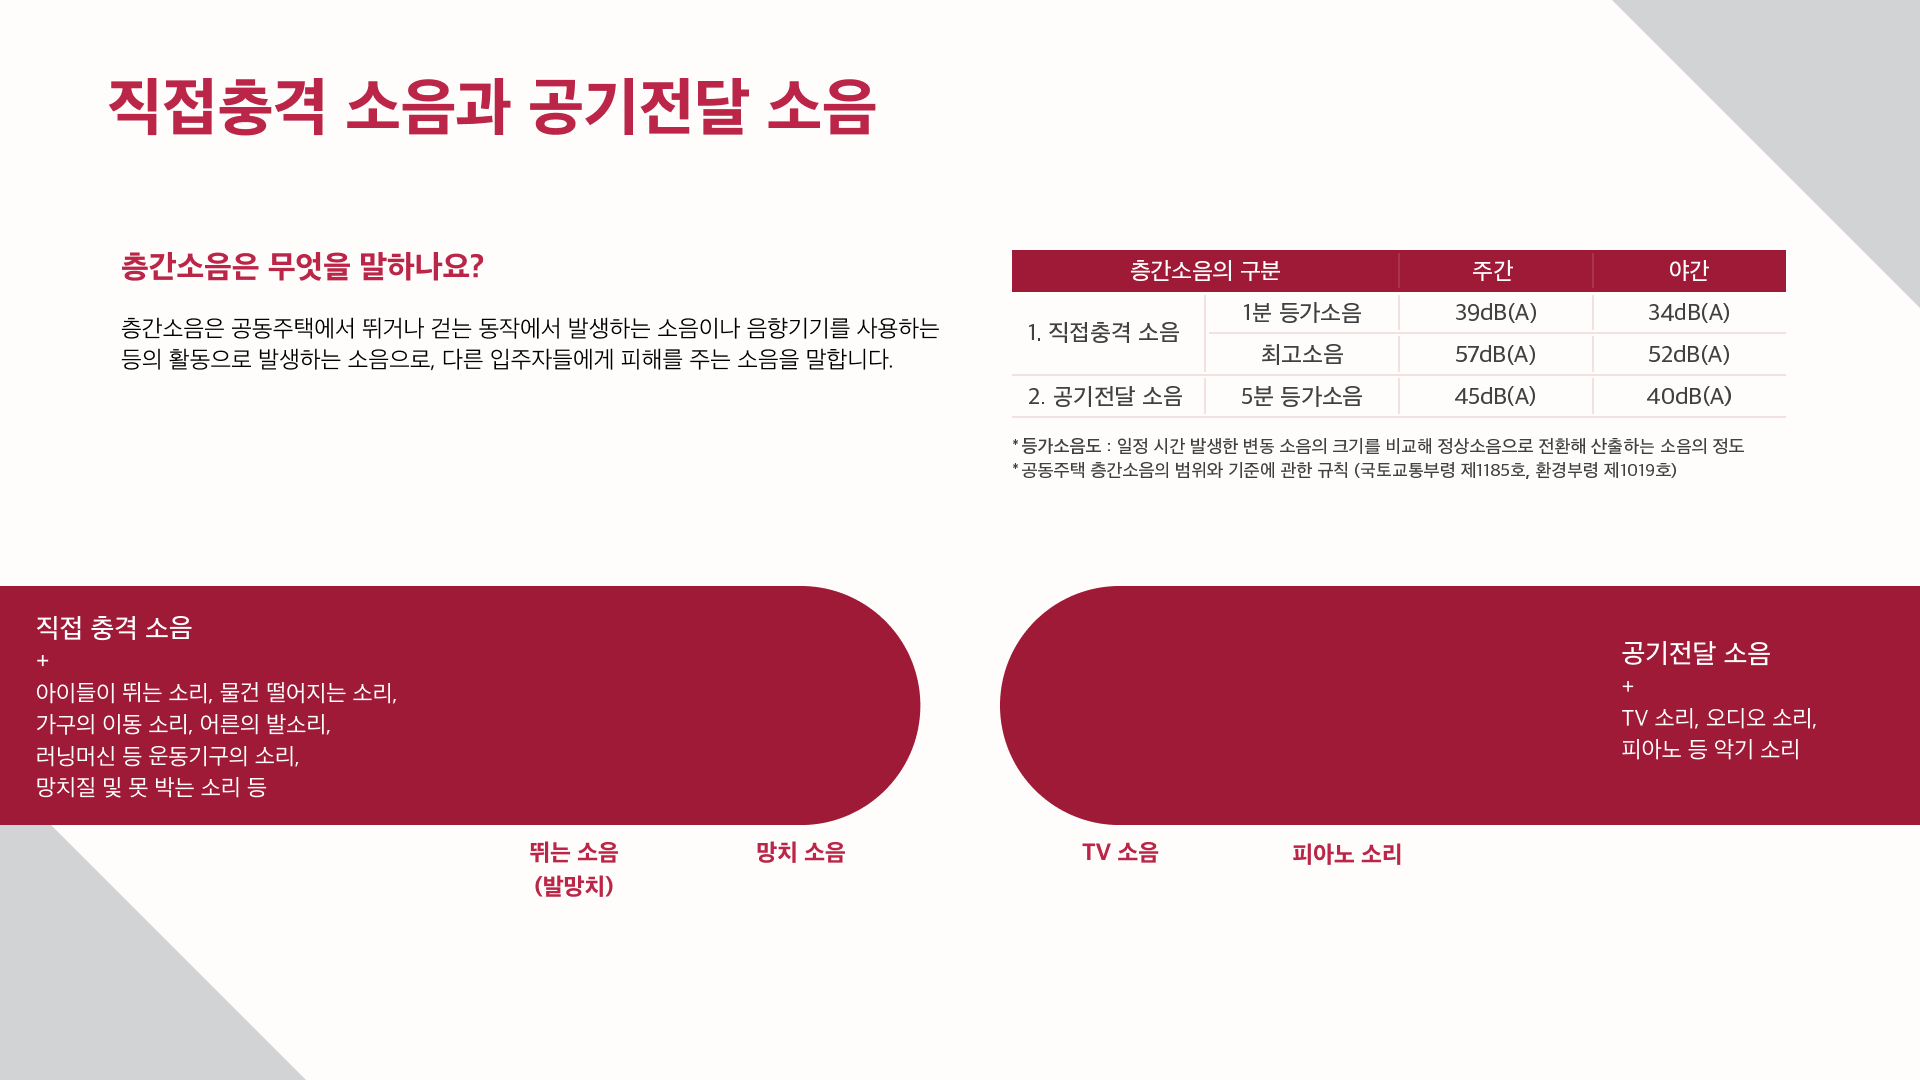 직접충격 소음과 공기전달 소음
층간소음은 무엇을 말하나요?
층간소음은 공동주택에서 뛰거나 걷는 동작에서 발생하는 소음이나 음향기기를 사용하는
등의 활동으로 발생하는 소음으로, 다른 입주자들에게 피해를 주는 소음을 말합니다.
층간소음의 구분 주간 야간
1. 직접충격 소음 1분 등가소음 39dB(A) 34dB(A)
최고소음 57dB(A) 52dB(A)
2. 공기전달 소음 5분 등가소음 45dB(A) 40dB(A)
* 등가소음도 : 일정 시간 발생한 변동 소음의 크기를 비교해 정상소음으로 전환해 산출하는 소음의 정도
* 공동주택 층간소음의 범위와 기준에 관한 규칙 (국토교통부령 제1185호, 환경부령 제1019호)
직접 충격 소음
+
아이들이 뛰는 소리, 물건 떨어지는 소리,
가구의 이동 소리, 어른의 발소리,
러닝머신 등 운동기구의 소리,
망치질 및 못 박는 소리 등
공기전달 소음
+
TV 소리, 오디오 소리,
피아노 등 악기 소리
뛰는 소음
(발망치)
망치 소음
TV 소음
피아노 소리